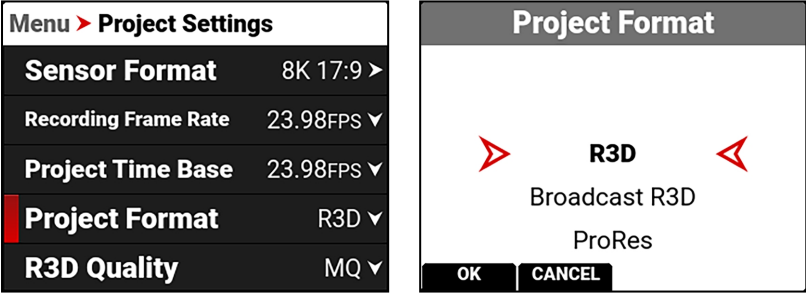 Menu ➤ Project Settings
Sensor Format 8K 17:9
Recording Frame Rate 23.98FPS
Project Time Base 23.98FPS
Project Format R3D
R3D Quality MQ
Project Format
R3D
Broadcast R3D
ProRes
OK CANCEL